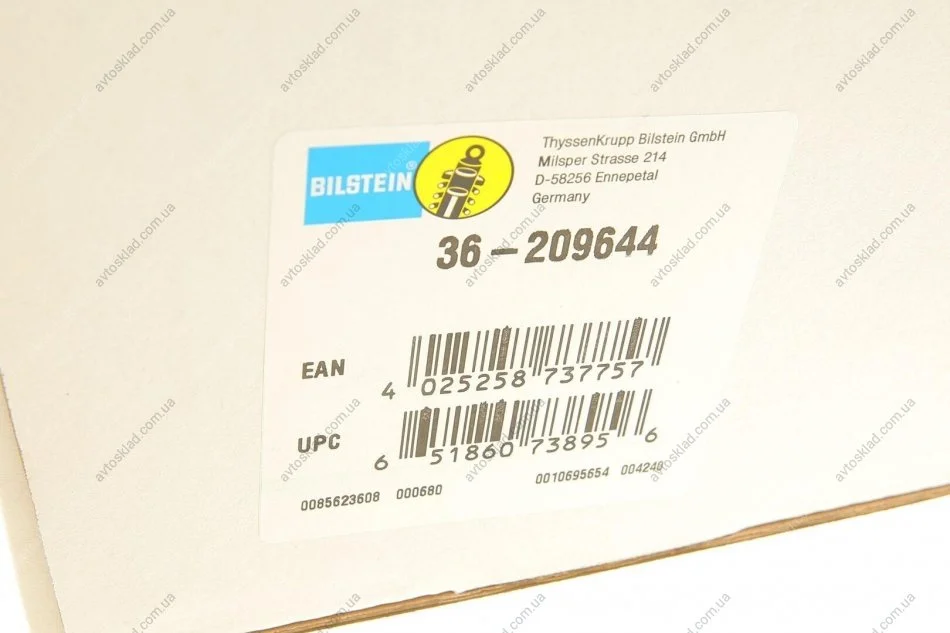 BILSTEIN
ThyssenKrupp Bilstein GmbH
Milsper Strasse 214
D-58256 Ennepetal
Germany
36-209644
EAN
4 025258 737757
UPC
6 51860 73895 6
0085623608 000680
0010695654 004240
avtosklad.com.ua